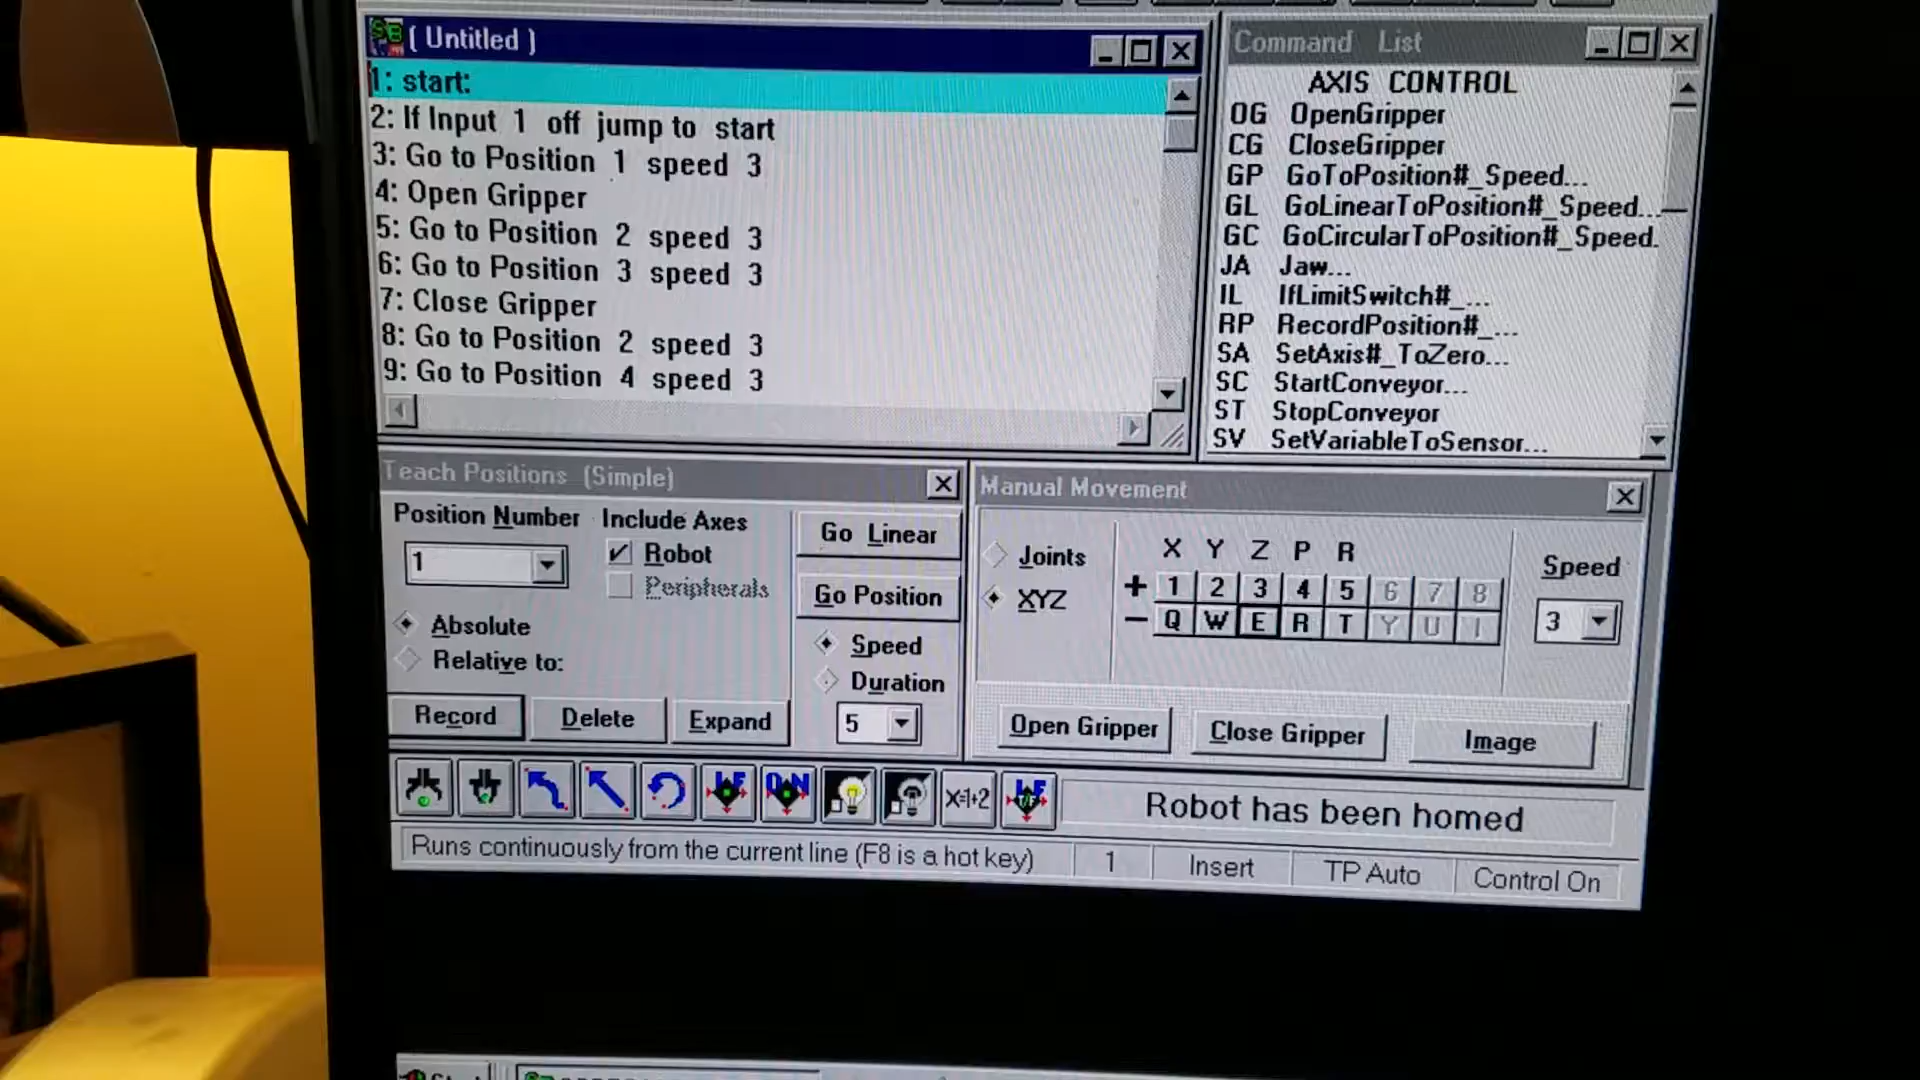 ( Untitled )
1: start:
2: If Input 1 off jump to start
3: Go to Position 1 speed 3
4: Open Gripper
5: Go to Position 2 speed 3
6: Go to Position 3 speed 3
7: Close Gripper
8: Go to Position 2 speed 3
9: Go to Position 4 speed 3
Command List
AXIS CONTROL
OG OpenGripper
CG CloseGripper
GP GoToPosition#_Speed...
GL GoLinearToPosition#_Speed...
GC GoCircularToPosition#_Speed.
JA Jaw...
IL IfLimitSwitch#_...
RP RecordPosition#_...
SA SetAxis#_ToZero...
SC StartConveyor...
ST StopConveyor
SV SetVariableToSensor...
Teach Positions (Simple)
Position Number
1
Include Axes
Robot
Peripherals
Absolute
Relative to:
Record
Delete
Expand
Go Linear
Go Position
Speed
Duration
5
Manual Movement
Joints
XYZ
X Y Z P R
+ 1 2 3 4 5 6 7 8
- Q W E R T Y U I
Speed
3
Open Gripper
Close Gripper
Image
IF
ON
X=1+2
IF
T/F
Robot has been homed
Runs continuously from the current line (F8 is a hot key)
1
Insert
TP Auto
Control On